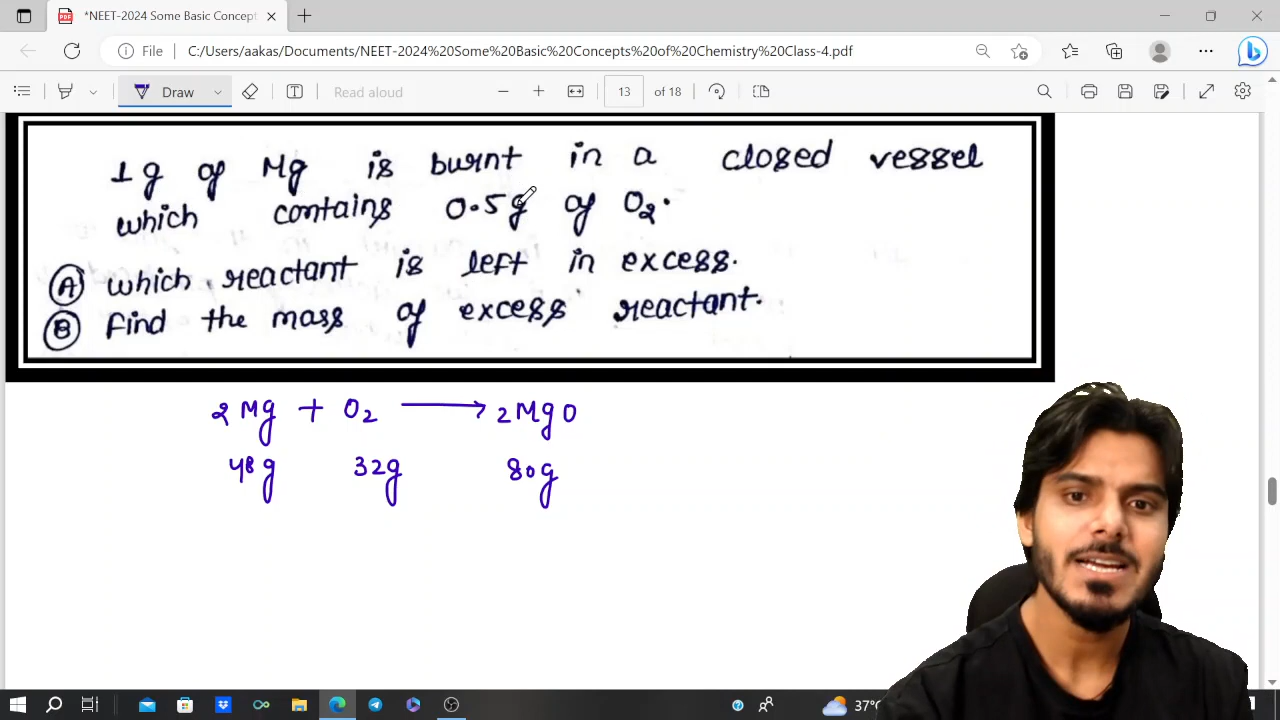 *NEET-2024 Some Basic Concept
File
C:/Users/aakas/Documents/NEET-2024%20Some%20Basic%20Concepts%20of%20Chemistry%20Class-4.pdf
Draw
Read aloud
13 of 18
1g of Mg is burnt in a closed vessel
which contains 0.5g of O2.
A which reactant is left in excess.
B Find the mass of excess reactant.
2Mg + O2 → 2MgO
48g 32g 80g
37°C